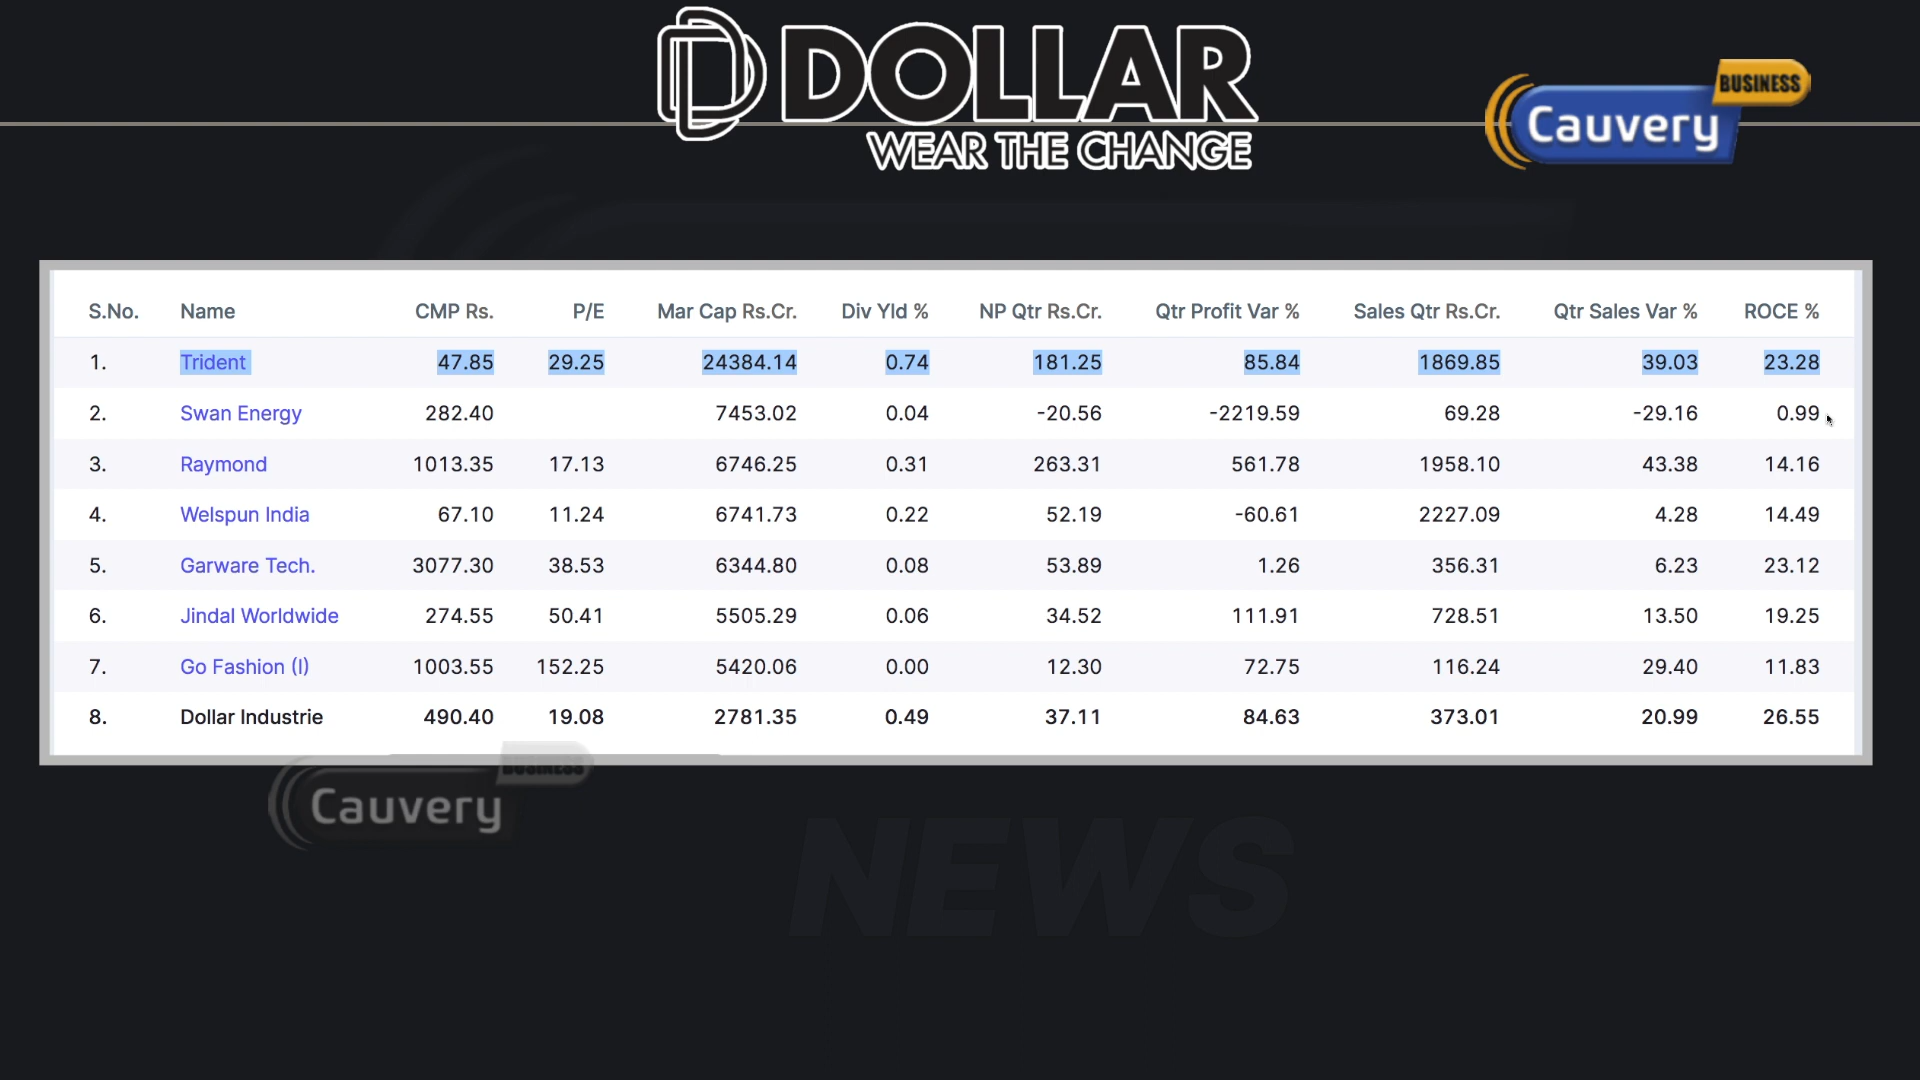 DOLLAR
WEAR THE CHANGE
BUSINESS
Cauvery
S.No. Name CMP Rs. P/E Mar Cap Rs.Cr. Div Yld % NP Qtr Rs.Cr. Qtr Profit Var % Sales Qtr Rs.Cr. Qtr Sales Var % ROCE %
1. Trident 47.85 29.25 24384.14 0.74 181.25 85.84 1869.85 39.03 23.28
2. Swan Energy 282.40 7453.02 0.04 -20.56 -2219.59 69.28 -29.16 0.99
3. Raymond 1013.35 17.13 6746.25 0.31 263.31 561.78 1958.10 43.38 14.16
4. Welspun India 67.10 11.24 6741.73 0.22 52.19 -60.61 2227.09 4.28 14.49
5. Garware Tech. 3077.30 38.53 6344.80 0.08 53.89 1.26 356.31 6.23 23.12
6. Jindal Worldwide 274.55 50.41 5505.29 0.06 34.52 111.91 728.51 13.50 19.25
7. Go Fashion (I) 1003.55 152.25 5420.06 0.00 12.30 72.75 116.24 29.40 11.83
8. Dollar Industrie 490.40 19.08 2781.35 0.49 37.11 84.63 373.01 20.99 26.55
BUSINESS
Cauvery
NEWS